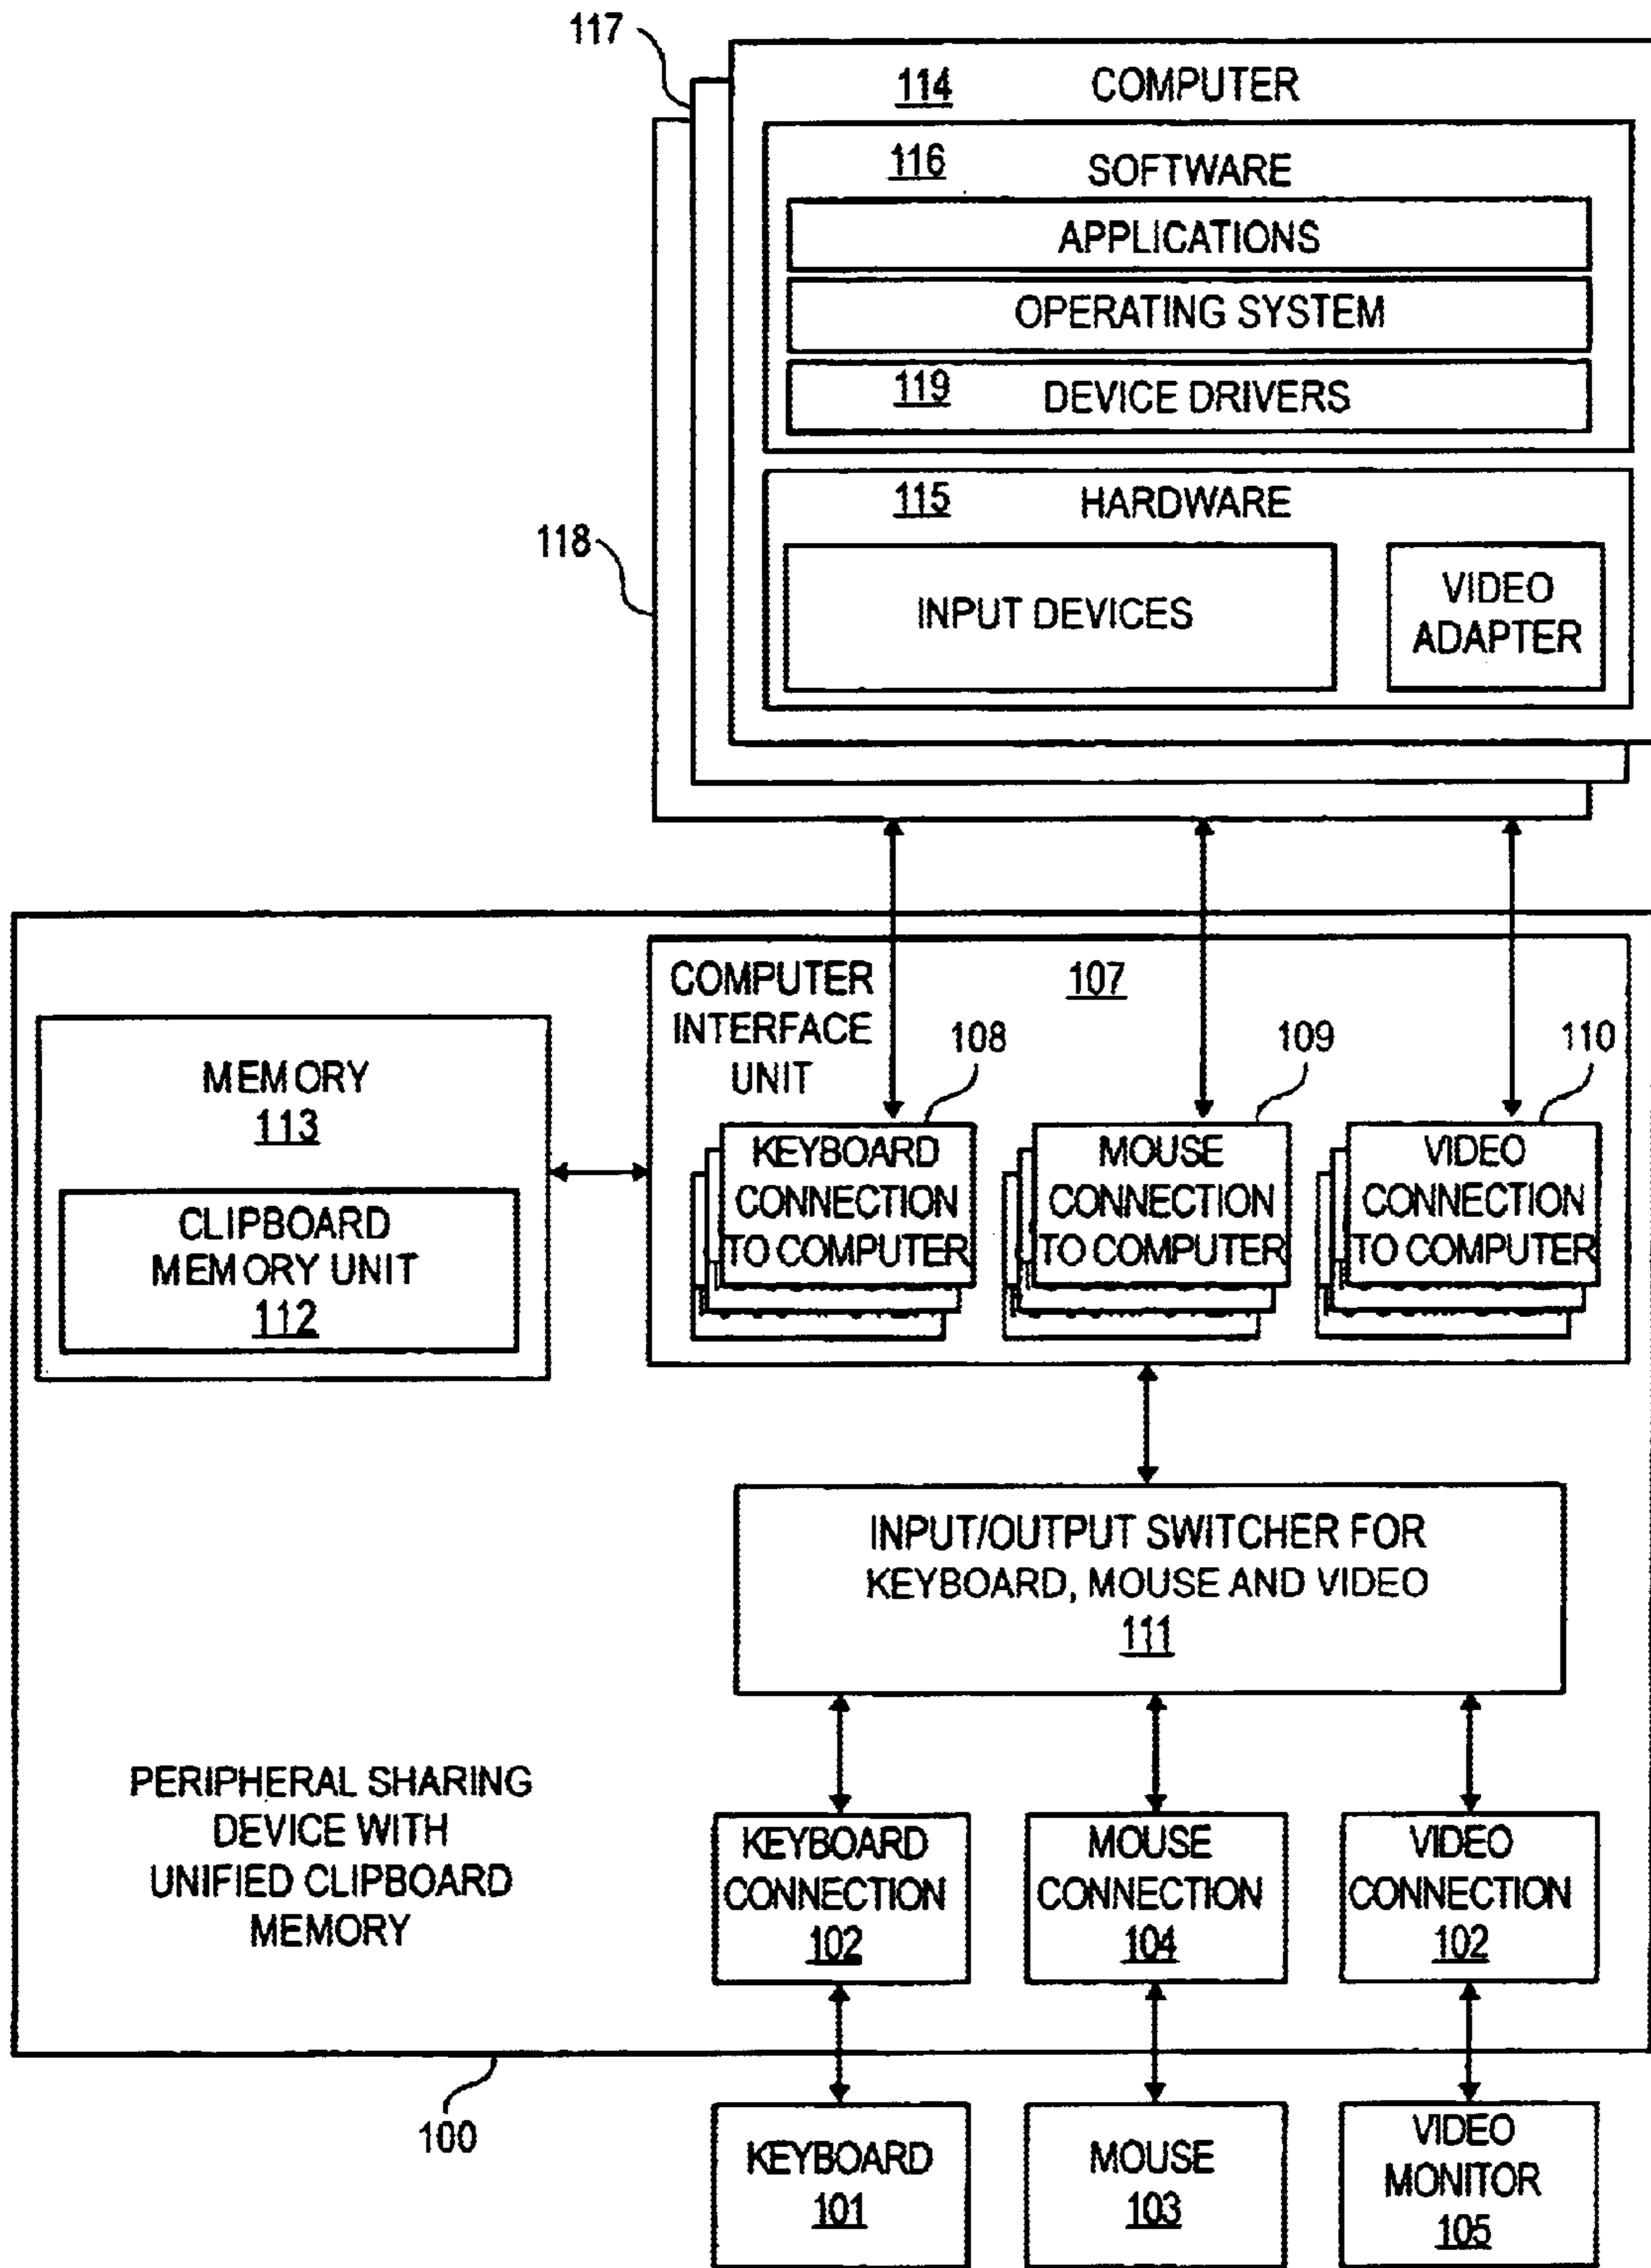 117
114 COMPUTER
116 SOFTWARE
APPLICATIONS
OPERATING SYSTEM
119 DEVICE DRIVERS
115 HARDWARE
118
INPUT DEVICES
VIDEO
ADAPTER
COMPUTER
INTERFACE
UNIT
107
108
109
110
MEMORY
113
CLIPBOARD
MEMORY UNIT
112
KEYBOARD
CONNECTION
TO COMPUTER
MOUSE
CONNECTION
TO COMPUTER
VIDEO
CONNECTION
TO COMPUTER
INPUT/OUTPUT SWITCHER FOR
KEYBOARD, MOUSE AND VIDEO
111
PERIPHERAL SHARING
DEVICE WITH
UNIFIED CLIPBOARD
MEMORY
KEYBOARD
CONNECTION
102
MOUSE
CONNECTION
104
VIDEO
CONNECTION
102
100
KEYBOARD
101
MOUSE
103
VIDEO
MONITOR
105